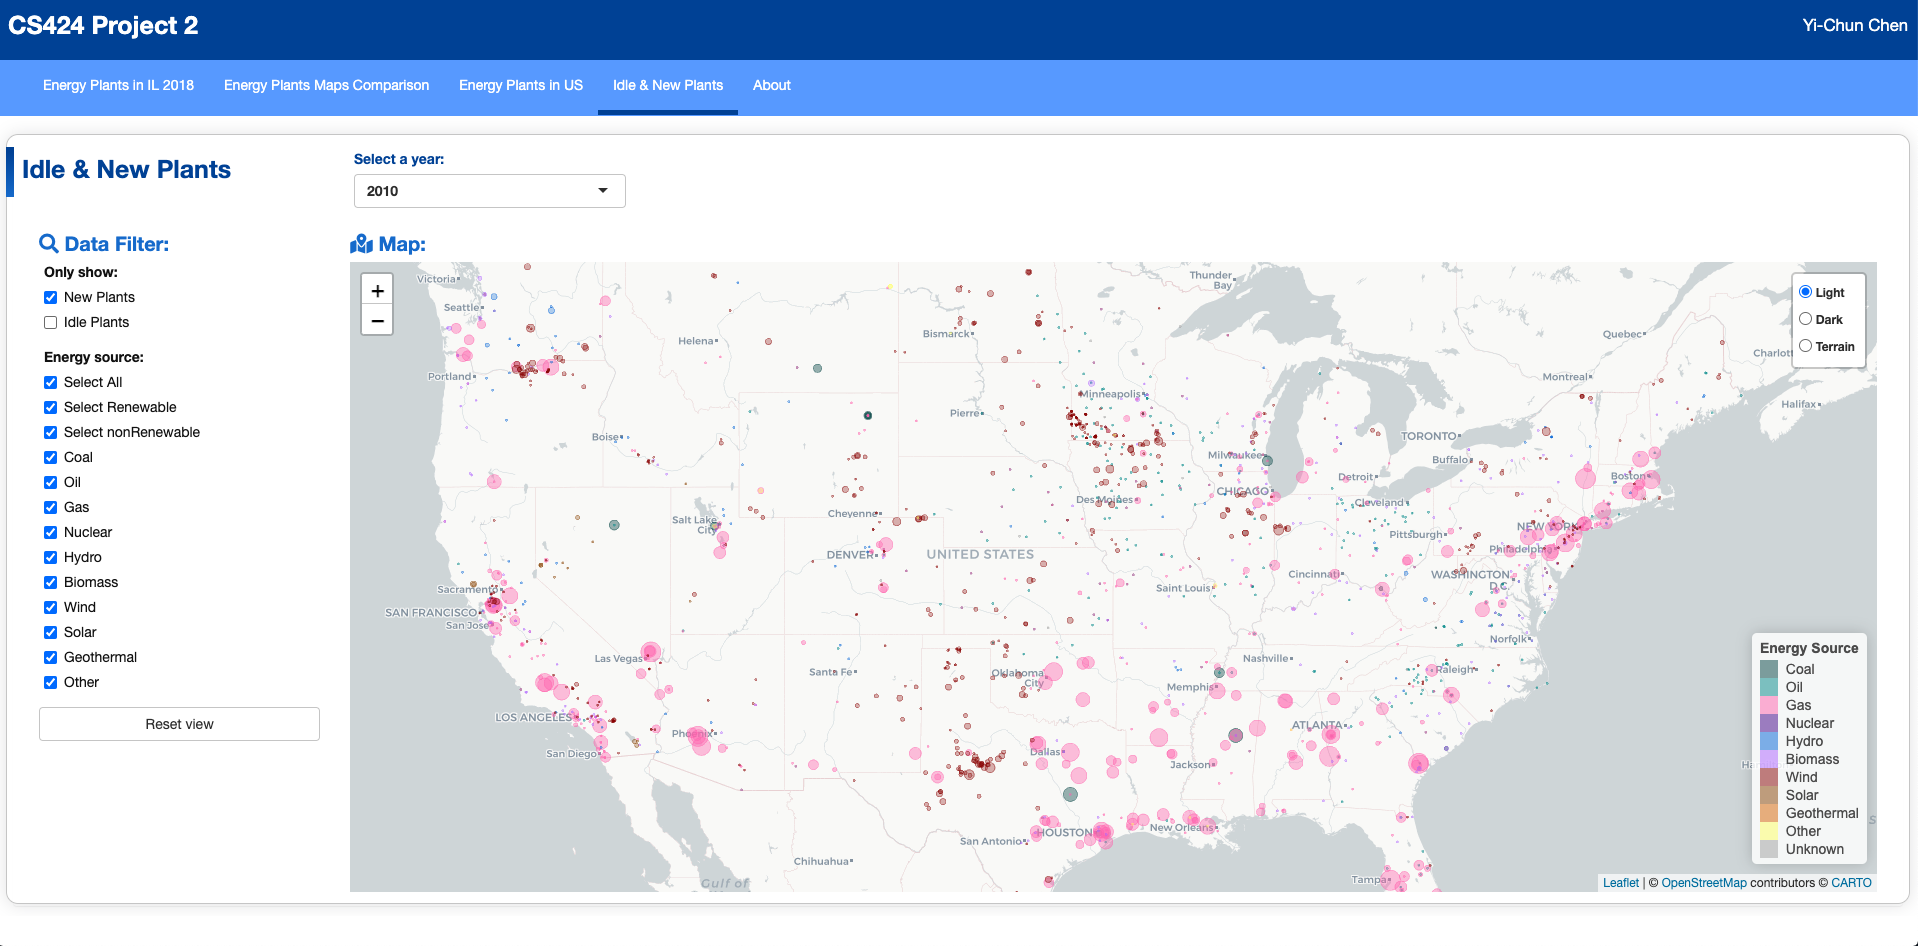 CS424 Project 2
Yi-Chun Chen
Energy Plants in IL 2018
Energy Plants Maps Comparison
Energy Plants in US
Idle & New Plants
About
Idle & New Plants
Select a year:
2010
Data Filter:
Only show:
New Plants
Idle Plants
Energy source:
Select All
Select Renewable
Select nonRenewable
Coal
Oil
Gas
Nuclear
Hydro
Biomass
Wind
Solar
Geothermal
Other
Reset view
Map:
+
−
Light
Dark
Terrain
Victoria
Seattle
Portland
Helena
Boise
Bismarck
Pierre
Minneapolis
Thunder
Bay
Quebec
Montreal
Halifax
TORONTO
Buffalo
Boston
Milwaukee
CHICAGO
Detroit
Cleveland
Des Moines
Salt Lake
City
Cheyenne
DENVER
UNITED STATES
Pittsburgh
NEW YORK
Philadelphia
WASHINGTON
D.C.
Cincinnati
Saint Louis
Sacramento
SAN FRANCISCO
San Jose
Las Vegas
Santa Fe
Oklahoma
City
Nashville
Memphis
Norfolk
Raleigh
LOS ANGELES
San Diego
Phoenix
Dallas
Jackson
ATLANTA
HOUSTON
San Antonio
New Orleans
Chihuahua
Gulf of
Tampa
Energy Source
Coal
Oil
Gas
Nuclear
Hydro
Biomass
Wind
Solar
Geothermal
Other
Unknown
Leaflet | © OpenStreetMap contributors © CARTO